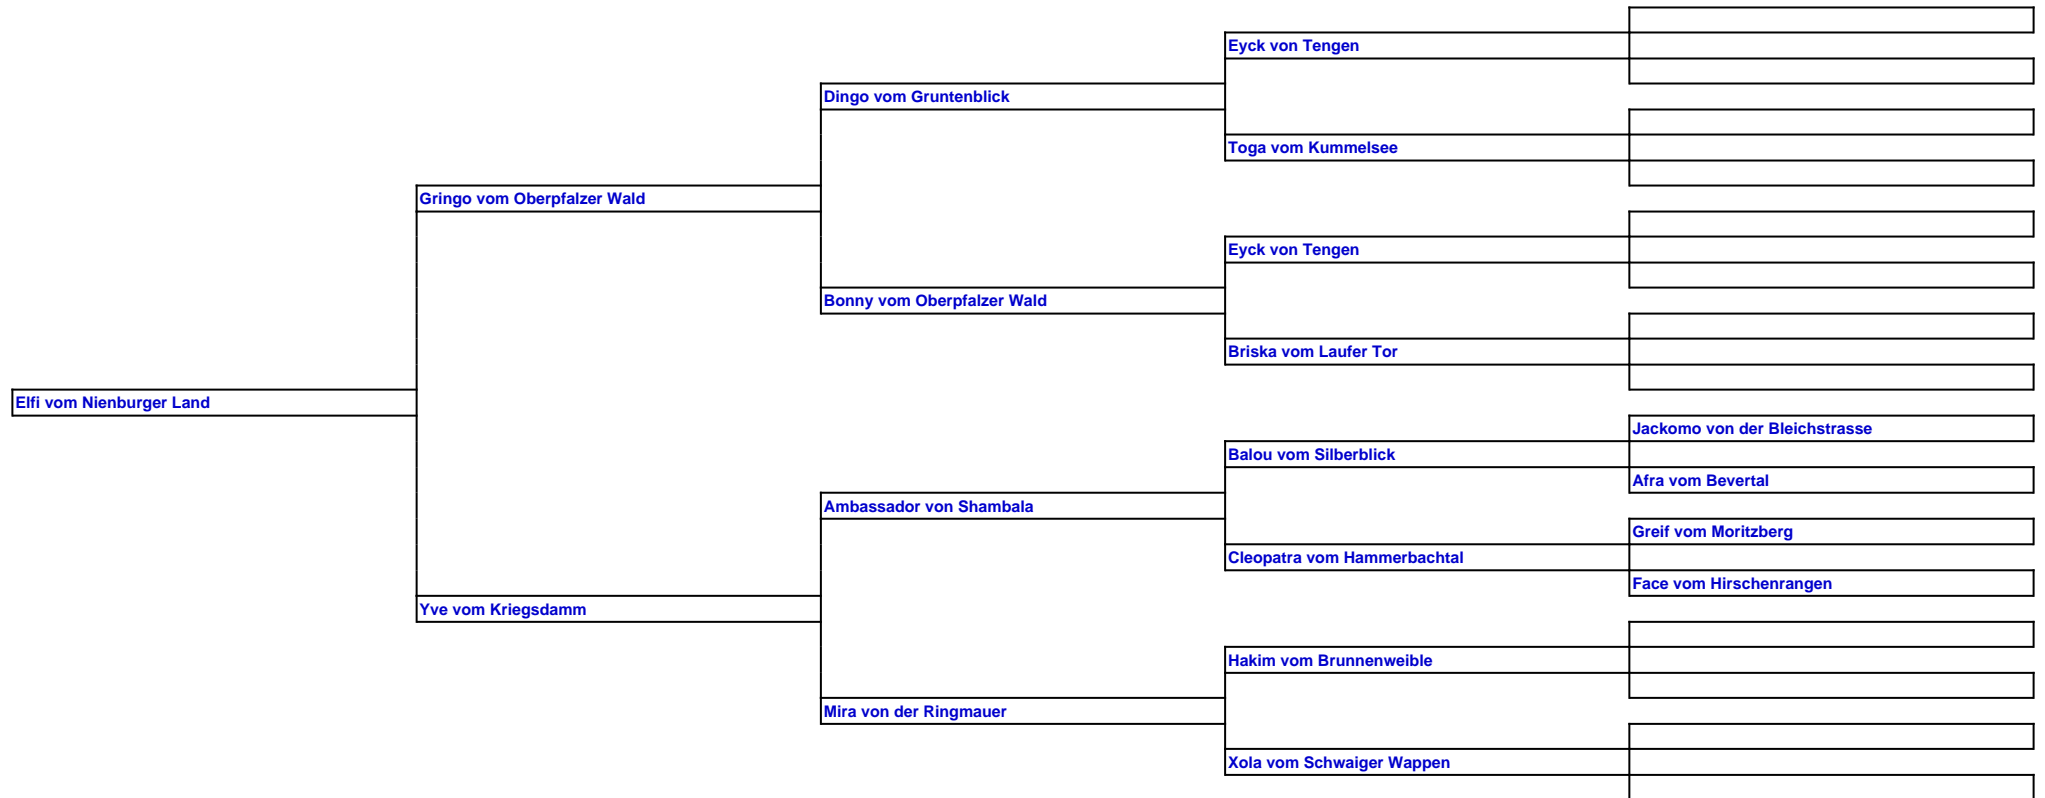 Eyck von Tengen
Dingo vom Gruntenblick
Toga vom Kummelsee
Gringo vom Oberpfalzer Wald
Eyck von Tengen
Bonny vom Oberpfalzer Wald
Briska vom Laufer Tor
Elfi vom Nienburger Land
Jackomo von der Bleichstrasse
Balou vom Silberblick
Afra vom Bevertal
Ambassador von Shambala
Greif vom Moritzberg
Cleopatra vom Hammerbachtal
Face vom Hirschenrangen
Yve vom Kriegsdamm
Hakim vom Brunnenweible
Mira von der Ringmauer
Xola vom Schwaiger Wappen